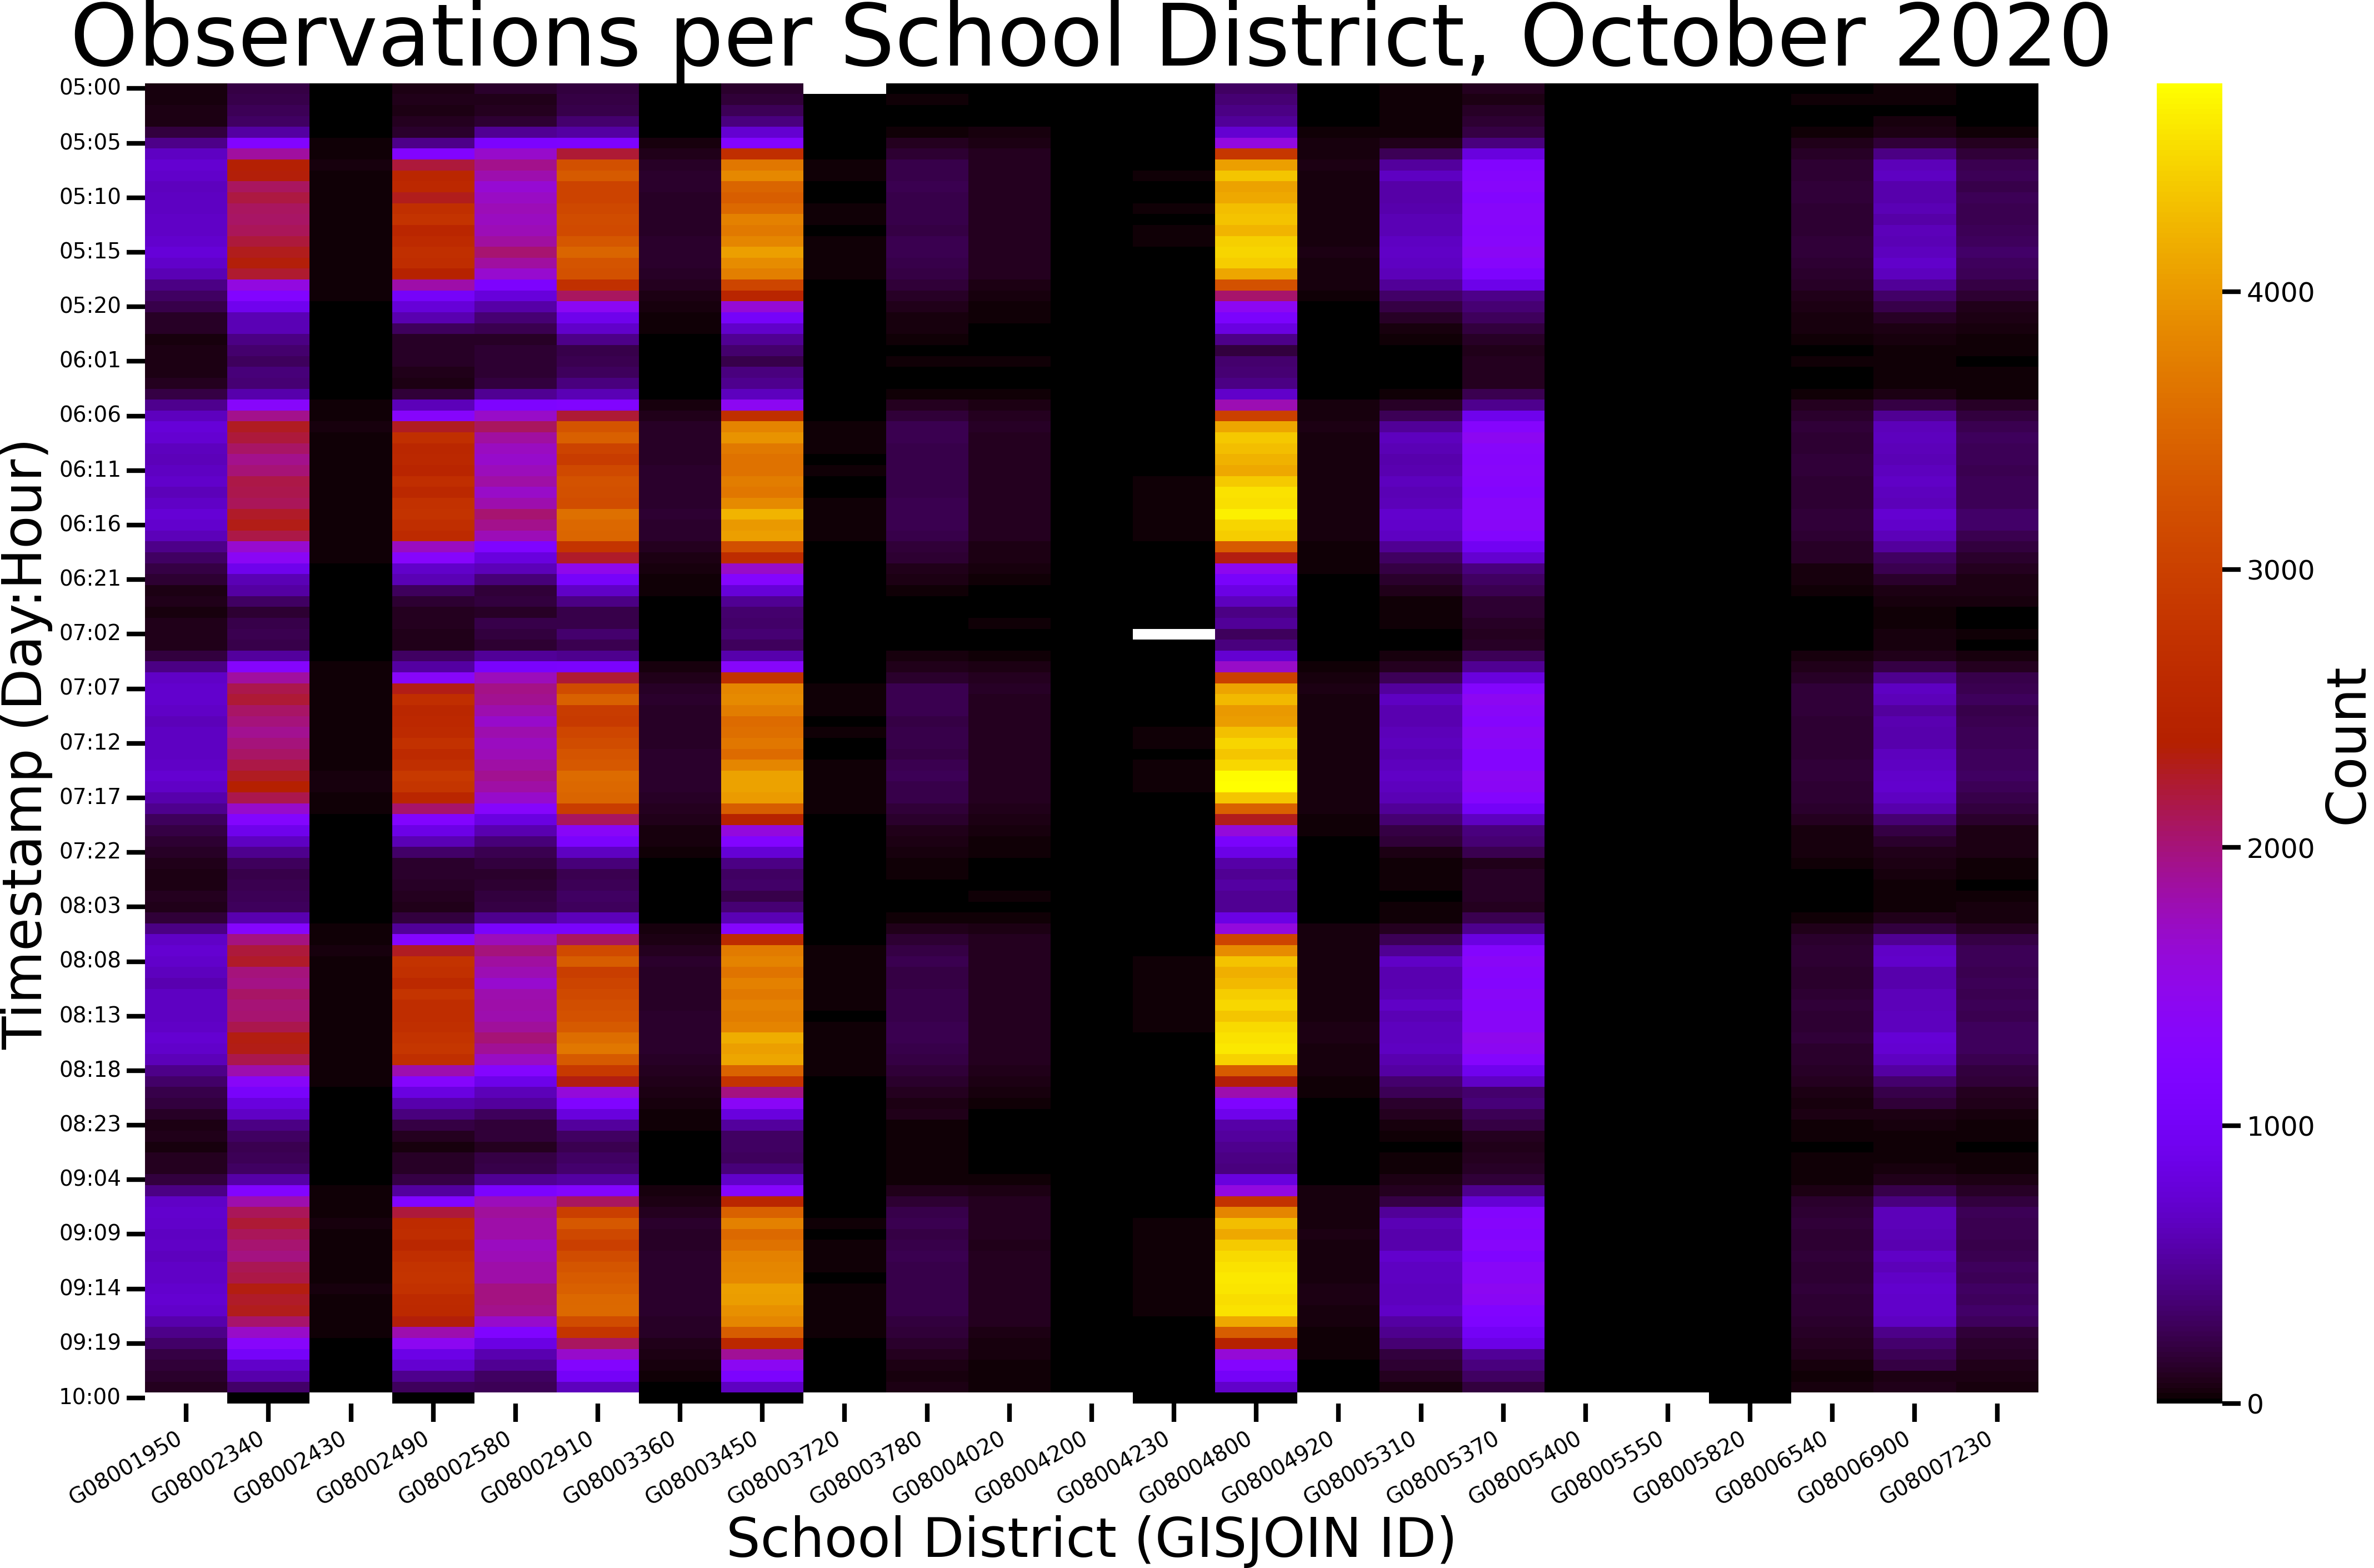 Observations per School District, October 2020
05:00
05:05
05:10
05:15
05:20
06:01
06:06
06:11
06:16
06:21
07:02
07:07
07:12
07:17
07:22
08:03
08:08
08:13
08:18
08:23
09:04
09:09
09:14
09:19
10:00
Timestamp (Day:Hour)
G08001950
G08002340
G08002430
G08002490
G08002580
G08002910
G08003360
G08003450
G08003720
G08003780
G08004020
G08004200
G08004230
G08004800
G08004920
G08005310
G08005370
G08005400
G08005550
G08005820
G08006540
G08006900
G08007230
School District (GISJOIN ID)
4000
3000
2000
1000
0
Count